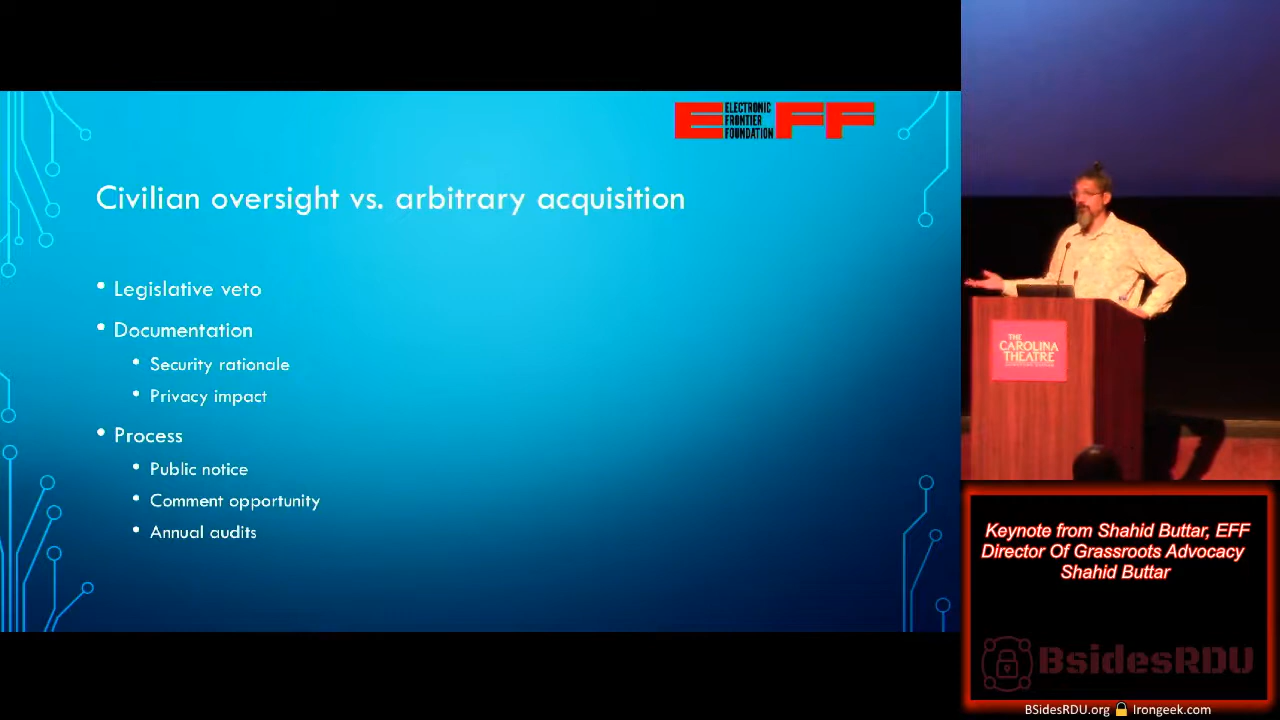 ELECTRONIC
FRONTIER
FOUNDATION
EFF
Civilian oversight vs. arbitrary acquisition
• Legislative veto
• Documentation
• Security rationale
• Privacy impact
• Process
• Public notice
• Comment opportunity
• Annual audits
THE
CAROLINA
THEATRE
Keynote from Shahid Buttar, EFF
Director Of Grassroots Advocacy
Shahid Buttar
BsidesRDU
BSidesRDU.org Irongeek.com